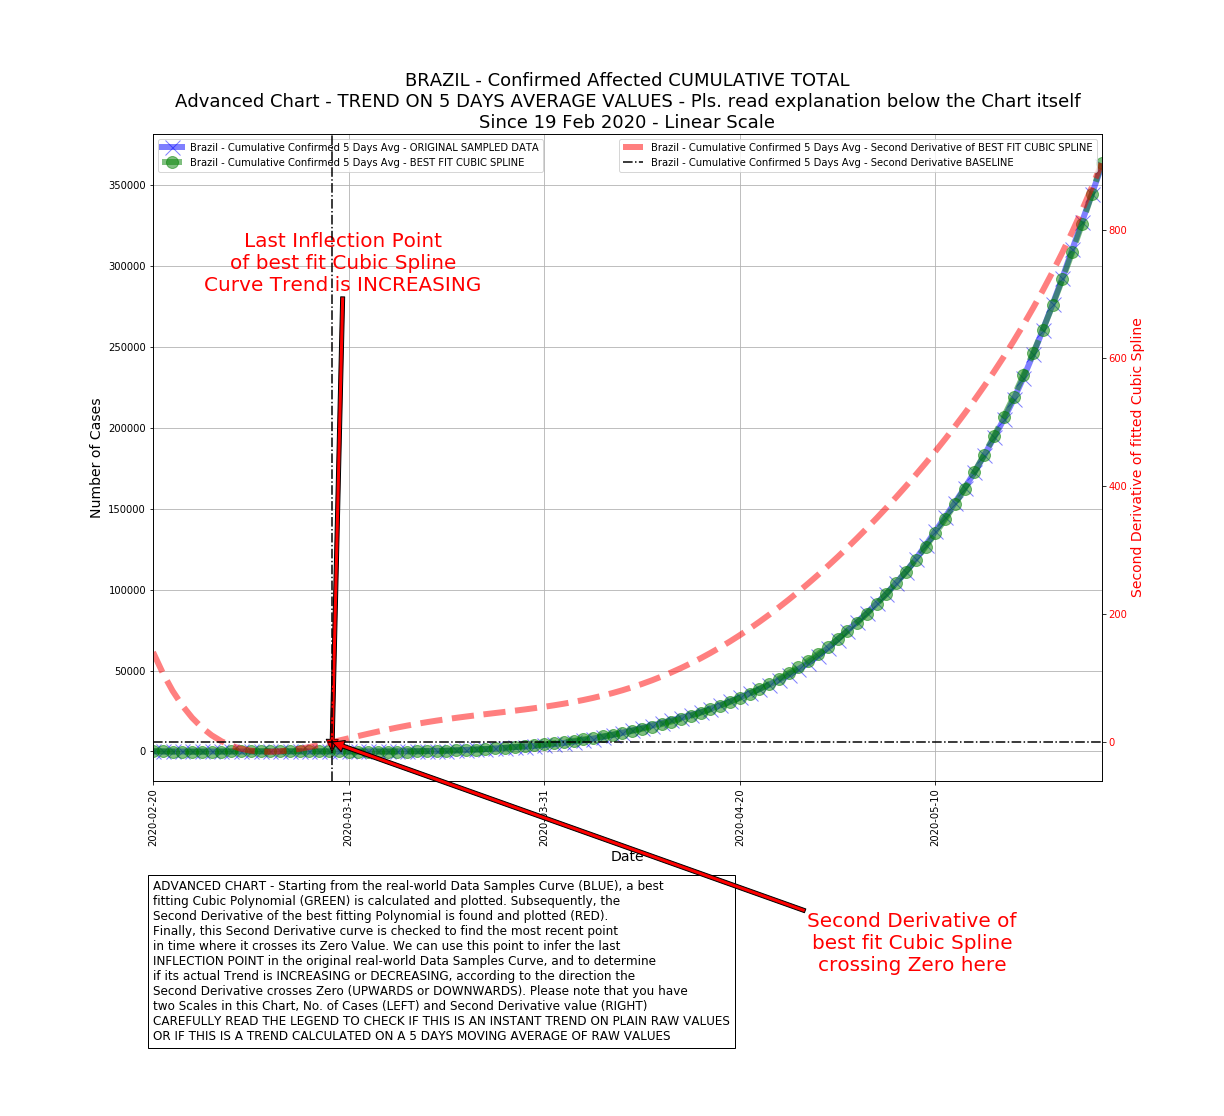 BRAZIL - Confirmed Affected CUMULATIVE TOTAL
Advanced Chart - TREND ON 5 DAYS AVERAGE VALUES - Pls. read explanation below the Chart itself
Since 19 Feb 2020 - Linear Scale
Brazil - Cumulative Confirmed 5 Days Avg - ORIGINAL SAMPLED DATA
Brazil - Cumulative Confirmed 5 Days Avg - BEST FIT CUBIC SPLINE
Brazil - Cumulative Confirmed 5 Days Avg - Second Derivative of BEST FIT CUBIC SPLINE
Brazil - Cumulative Confirmed 5 Days Avg - Second Derivative BASELINE
Last Inflection Point
of best fit Cubic Spline
Curve Trend is INCREASING
Number of Cases
350000
300000
250000
200000
150000
100000
50000
0
800
600
400
200
0
Second Derivative of fitted Cubic Spline
2020-02-20
2020-03-11
2020-03-31
2020-04-20
2020-05-10
Date
ADVANCED CHART - Starting from the real-world Data Samples Curve (BLUE), a best
fitting Cubic Polynomial (GREEN) is calculated and plotted. Subsequently, the
Second Derivative of the best fitting Polynomial is found and plotted (RED).
Finally, this Second Derivative curve is checked to find the most recent point
in time where it crosses its Zero Value. We can use this point to infer the last
INFLECTION POINT in the original real-world Data Samples Curve, and to determine
if its actual Trend is INCREASING or DECREASING, according to the direction the
Second Derivative crosses Zero (UPWARDS or DOWNWARDS). Please note that you have
two Scales in this Chart, No. of Cases (LEFT) and Second Derivative value (RIGHT)
CAREFULLY READ THE LEGEND TO CHECK IF THIS IS AN INSTANT TREND ON PLAIN RAW VALUES
OR IF THIS IS A TREND CALCULATED ON A 5 DAYS MOVING AVERAGE OF RAW VALUES
Second Derivative of
best fit Cubic Spline
crossing Zero here